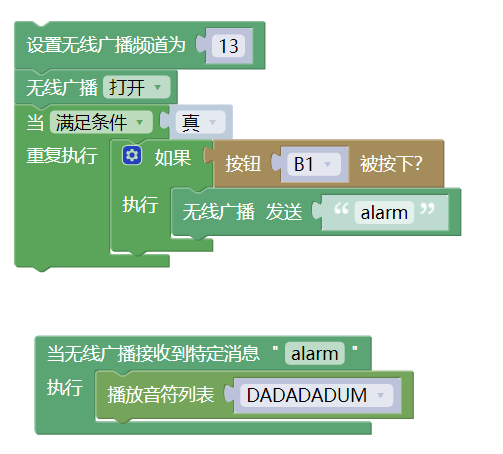 设置无线广播频道为 13
无线广播 打开
当 满足条件 真
重复执行 如果 按钮 B1 被按下?
执行 无线广播 发送 “ alarm ”
当无线广播接收到特定消息 " alarm "
执行 播放音符列表 DADADADUM